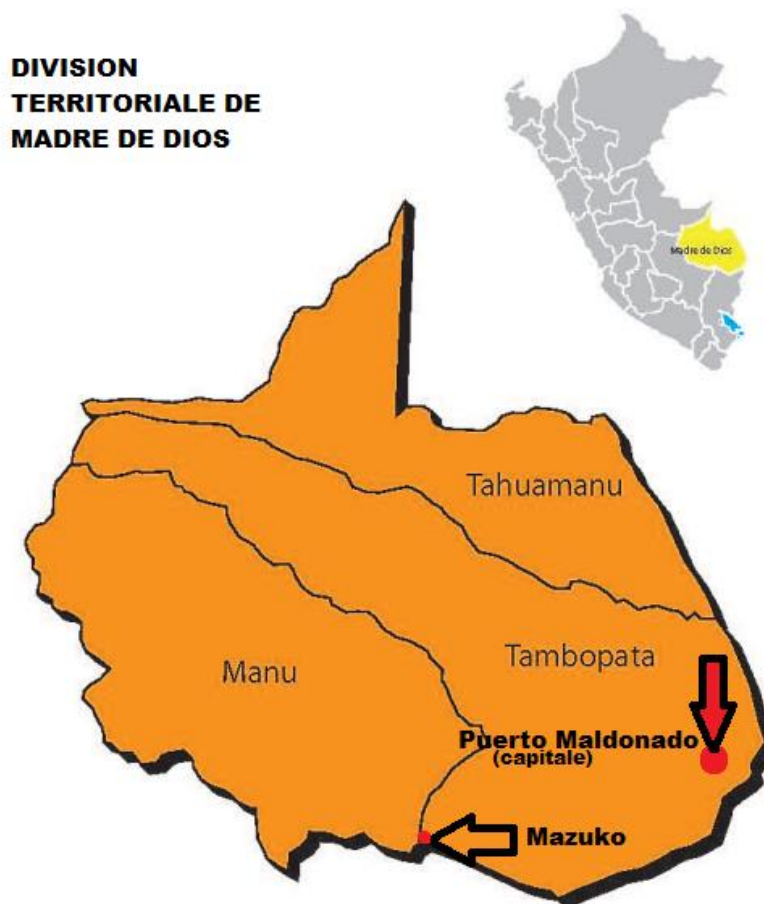 DIVISION
TERRITORIALE DE
MADRE DE DIOS
Madre de Dios
Tahuamanu
Tambopata
Manu
Puerto Maldonado
(capitale)
Mazuko